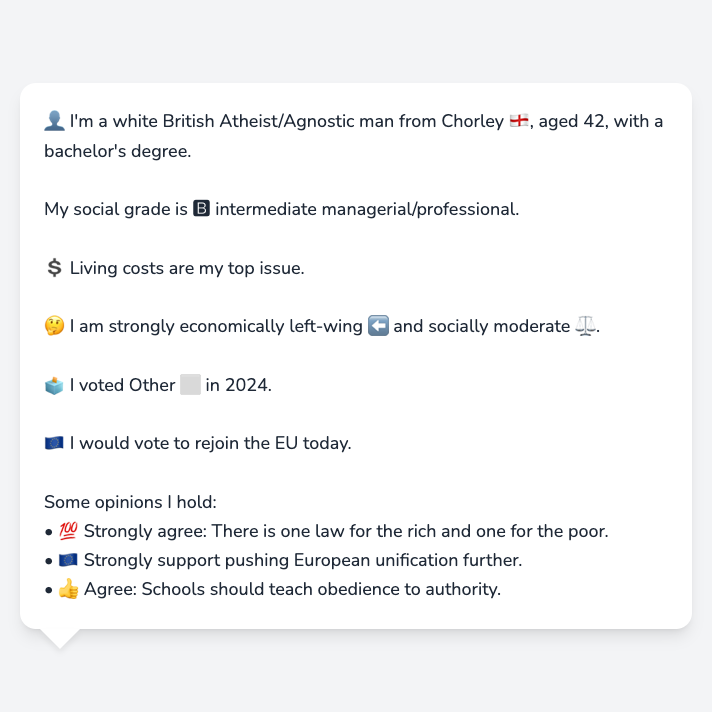 👤 I'm a white British Atheist/Agnostic man from Chorley 🏴󠁧󠁢󠁥󠁮󠁧󠁿, aged 42, with a
bachelor's degree.
My social grade is 🅱 intermediate managerial/professional.
💲 Living costs are my top issue.
🤔 I am strongly economically left-wing ⬅️ and socially moderate ⚖️.
🗳️ I voted Other ⬜ in 2024.
🇪🇺 I would vote to rejoin the EU today.
Some opinions I hold:
• 💯 Strongly agree: There is one law for the rich and one for the poor.
• 🇪🇺 Strongly support pushing European unification further.
• 👍 Agree: Schools should teach obedience to authority.